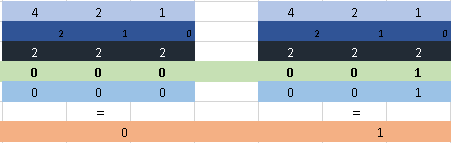 4 2 1 4 2 1
2 1 0 2 1 0
2 2 2 2 2 2
0 0 0 0 0 1
0 0 0 0 0 1
= =
0 1